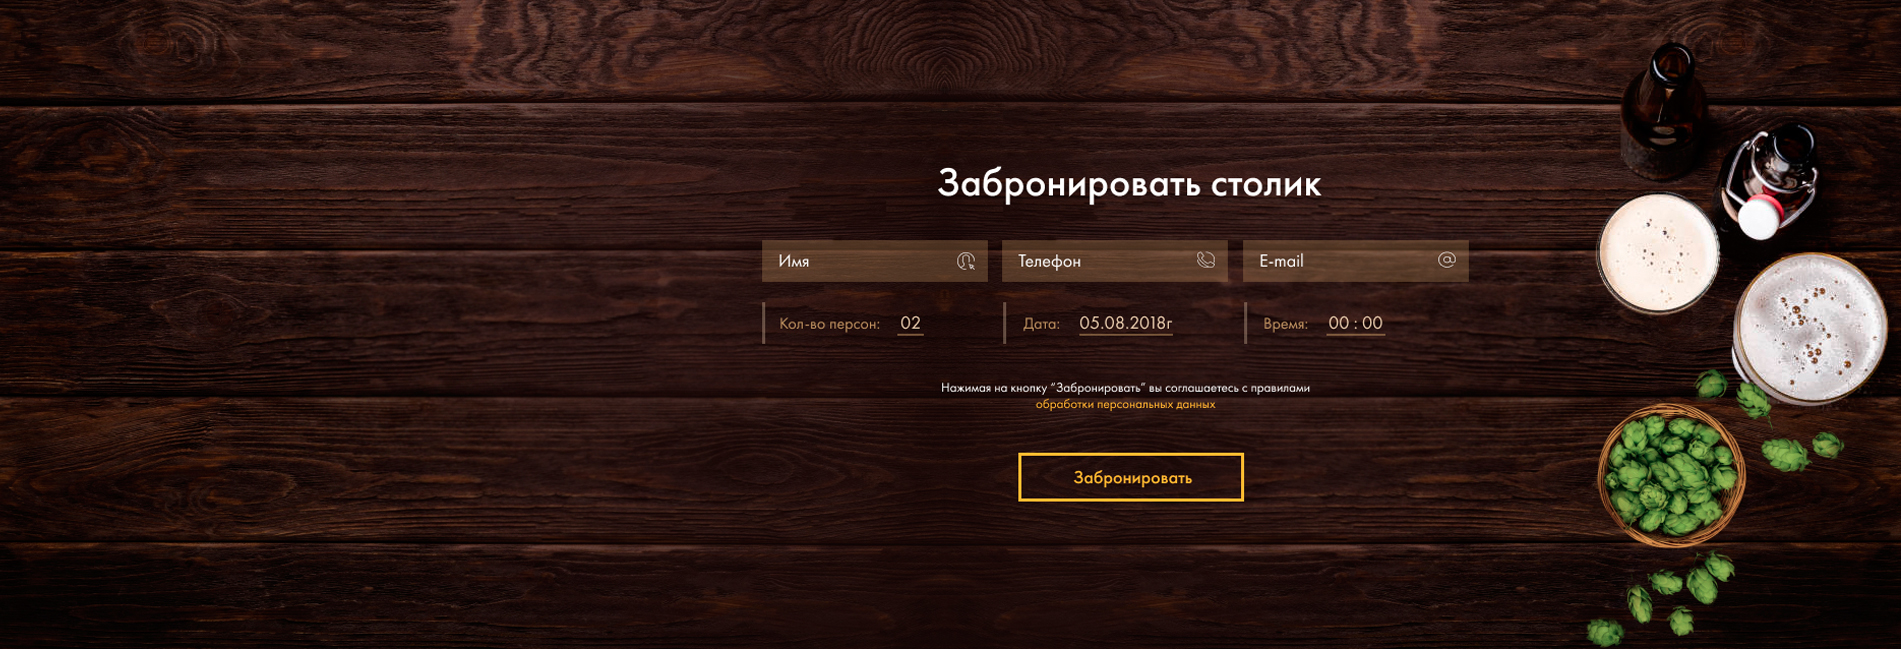 Забронировать столик
Имя
Телефон
E-mail
Кол-во персон: 02
Дата: 05.08.2018г
Время: 00 : 00
Нажимая на кнопку “Забронировать” вы соглашаетесь с правилами
обработки персональных данных
Забронировать